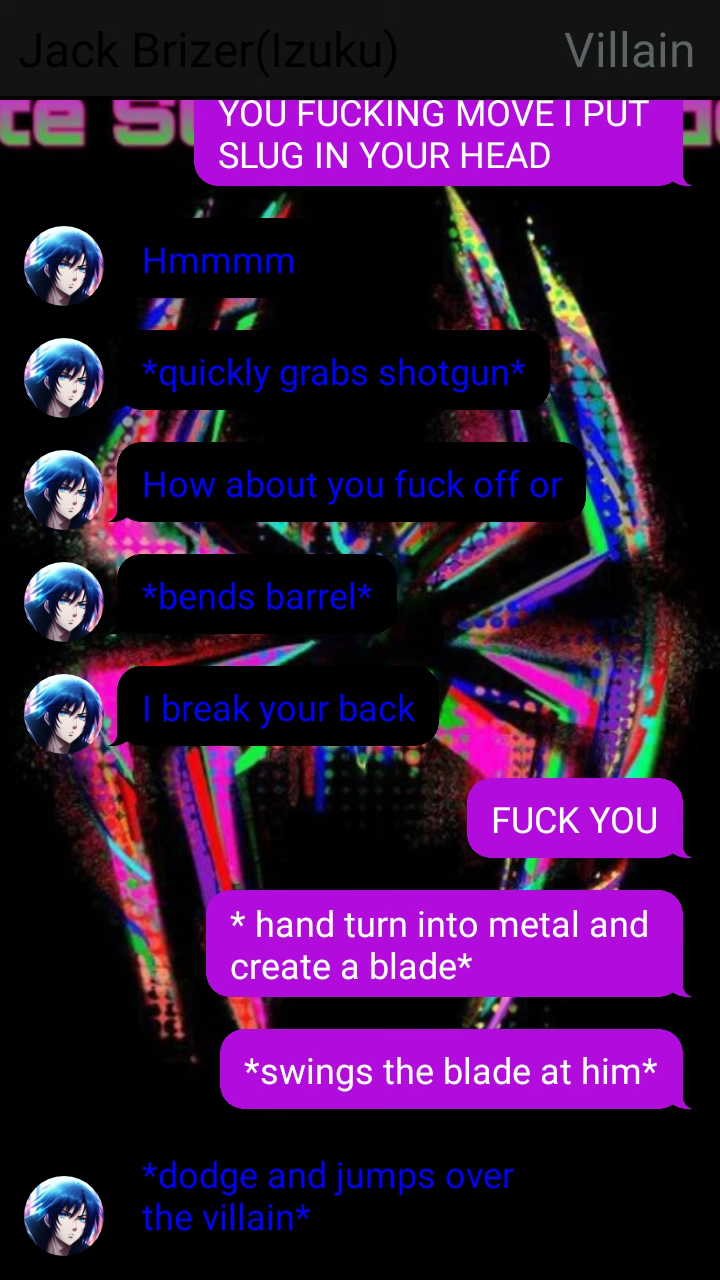 Jack Brizer(Izuku)
Villain
YOU FUCKING MOVE I PUT
SLUG IN YOUR HEAD
Hmmmm
*quickly grabs shotgun*
How about you fuck off or
*bends barrel*
I break your back
FUCK YOU
* hand turn into metal and
create a blade*
*swings the blade at him*
*dodge and jumps over
the villain*